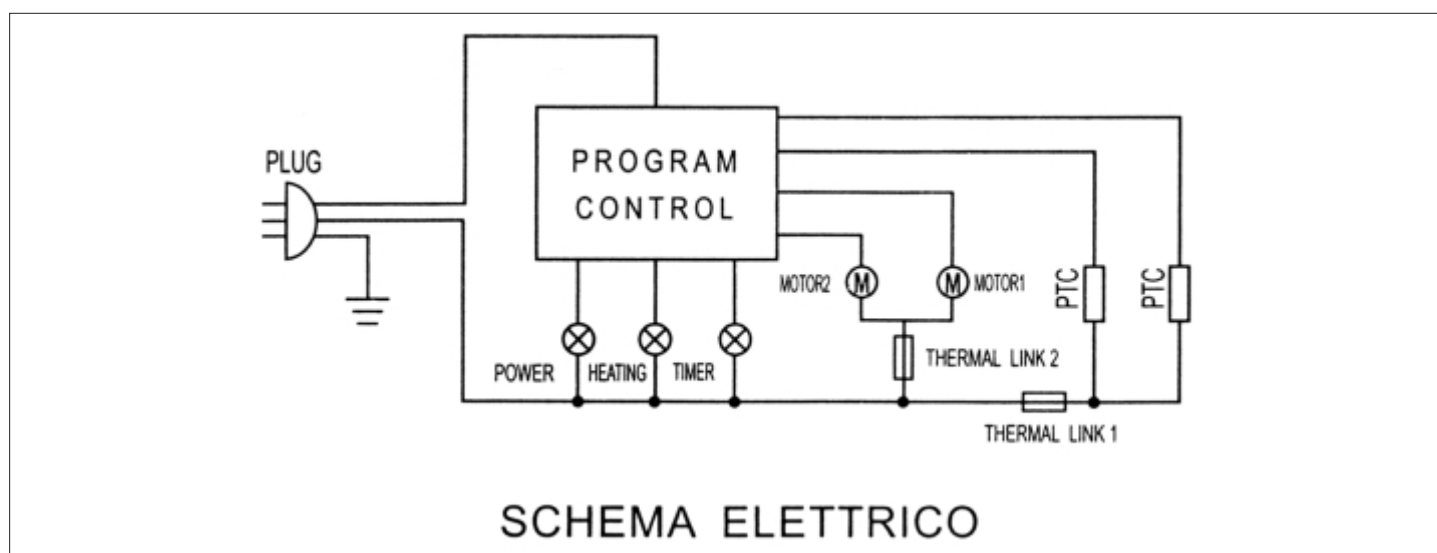 PLUG
PROGRAM
CONTROL
MOTOR2
M
M
MOTOR1
PTC
PTC
POWER
HEATING
TIMER
THERMAL LINK 2
THERMAL LINK 1
SCHEMA ELETTRICO